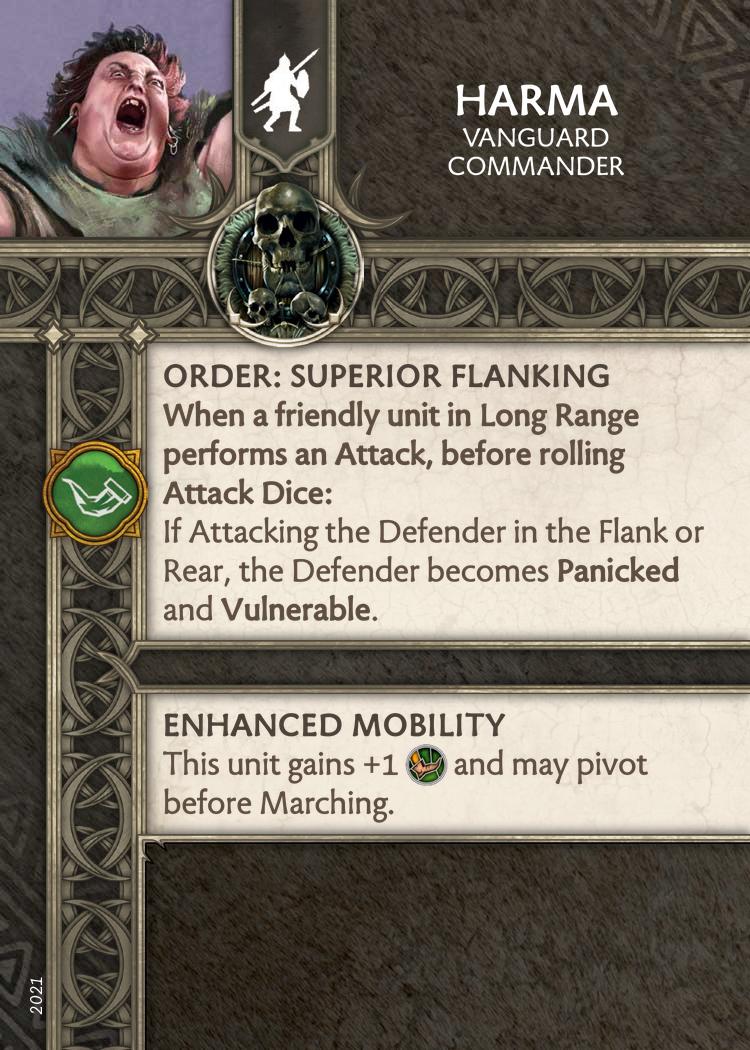 HARMA
VANGUARD
COMMANDER
ORDER: SUPERIOR FLANKING
When a friendly unit in Long Range
performs an Attack, before rolling
Attack Dice:
If Attacking the Defender in the Flank or
Rear, the Defender becomes Panicked
and Vulnerable.
ENHANCED MOBILITY
This unit gains +1 and may pivot
before Marching.
2021